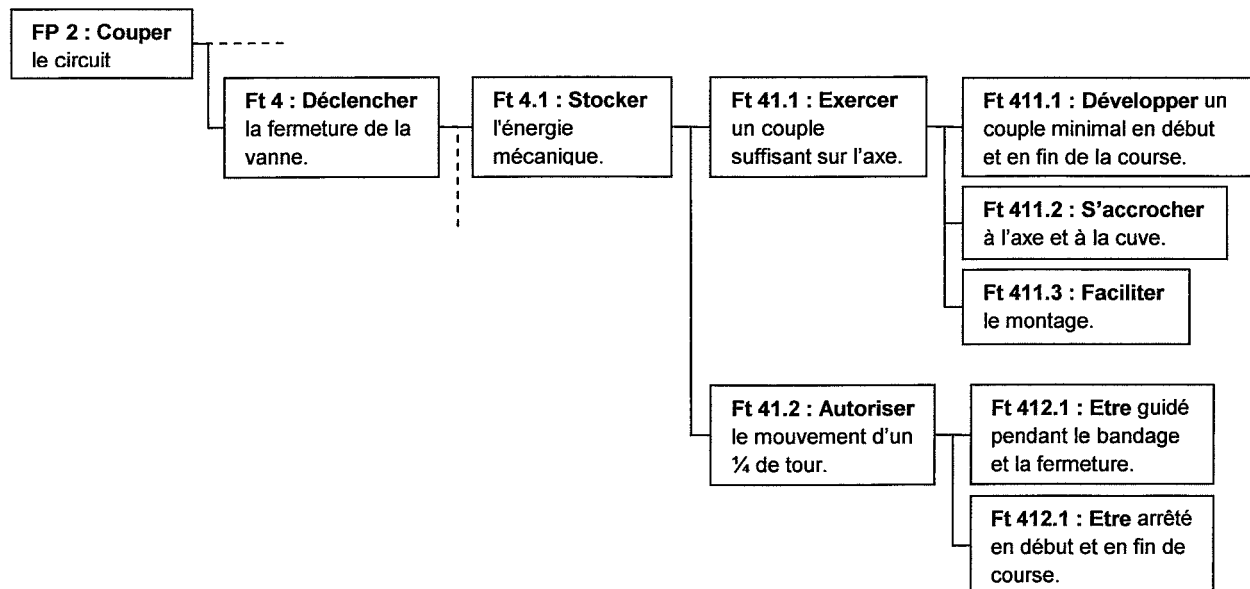 FP 2 : Couper
le circuit
Ft 4 : Déclencher
la fermeture de la
vanne.
Ft 4.1 : Stocker
l'énergie
mécanique.
Ft 41.1 : Exercer
un couple
suffisant sur l'axe.
Ft 411.1 : Développer un
couple minimal en début
et en fin de la course.
Ft 411.2 : S'accrocher
à l'axe et à la cuve.
Ft 411.3 : Faciliter
le montage.
Ft 41.2 : Autoriser
le mouvement d'un
¼ de tour.
Ft 412.1 : Etre guidé
pendant le bandage
et la fermeture.
Ft 412.1 : Etre arrêté
en début et en fin de
course.